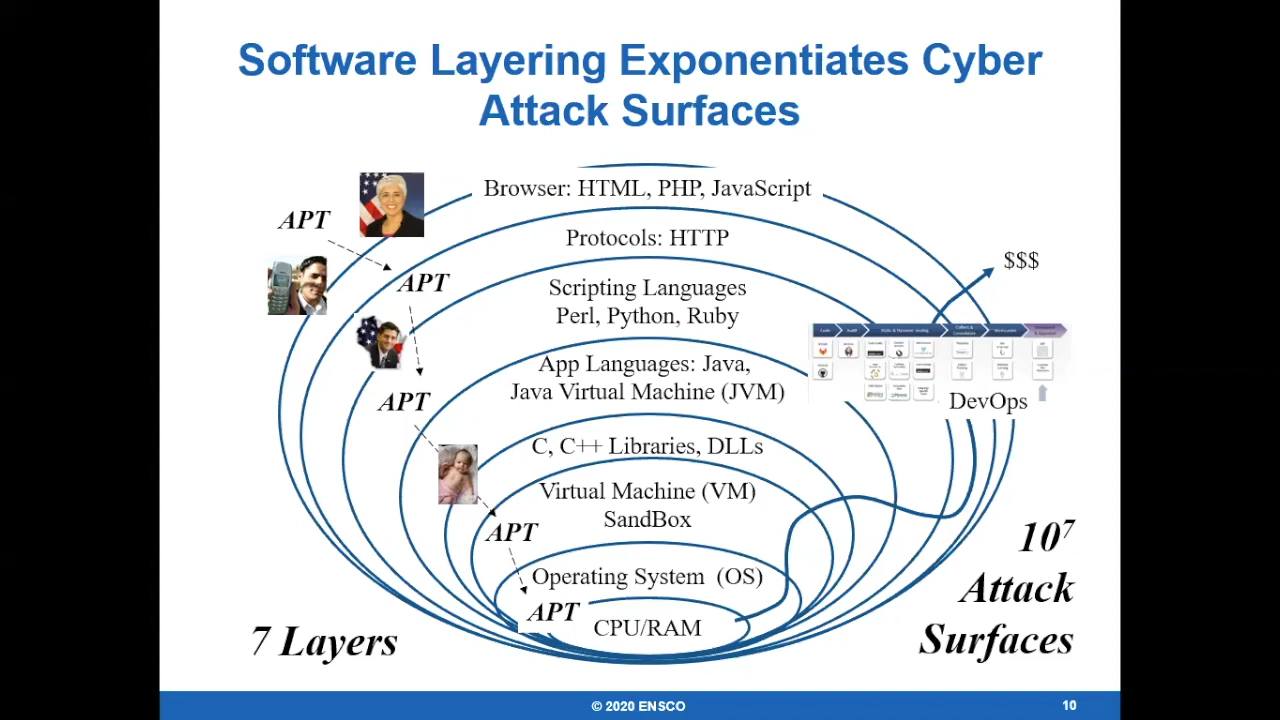 Software Layering Exponentiates Cyber
Attack Surfaces
Browser: HTML, PHP, JavaScript
APT
Protocols: HTTP
$$$
APT
Scripting Languages
Perl, Python, Ruby
App Languages: Java,
Java Virtual Machine (JVM)
APT
DevOps
C, C++ Libraries, DLLs
Virtual Machine (VM)
SandBox
APT
10⁷
Attack
Surfaces
Operating System (OS)
APT
CPU/RAM
7 Layers
© 2020 ENSCO
10